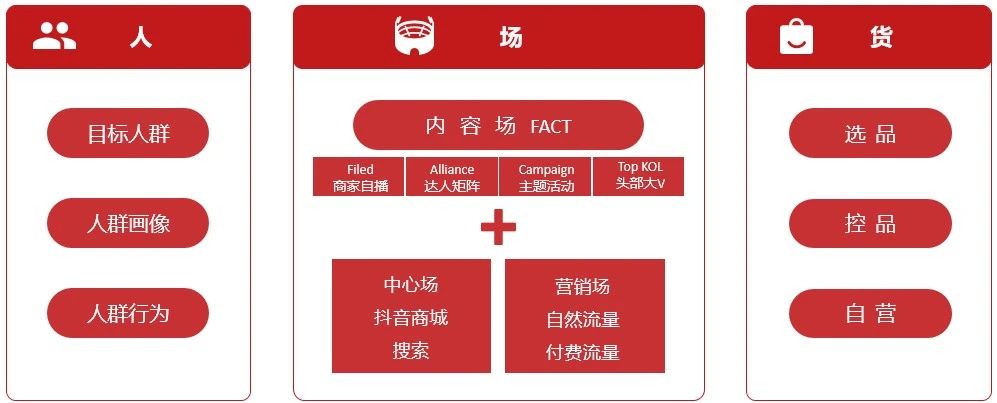 人
目标人群
人群画像
人群行为
场
内容场 FACT
Filed
商家自播
Alliance
达人矩阵
Campaign
主题活动
Top KOL
头部大V
中心场
抖音商城
搜索
营销场
自然流量
付费流量
货
选品
控品
自营